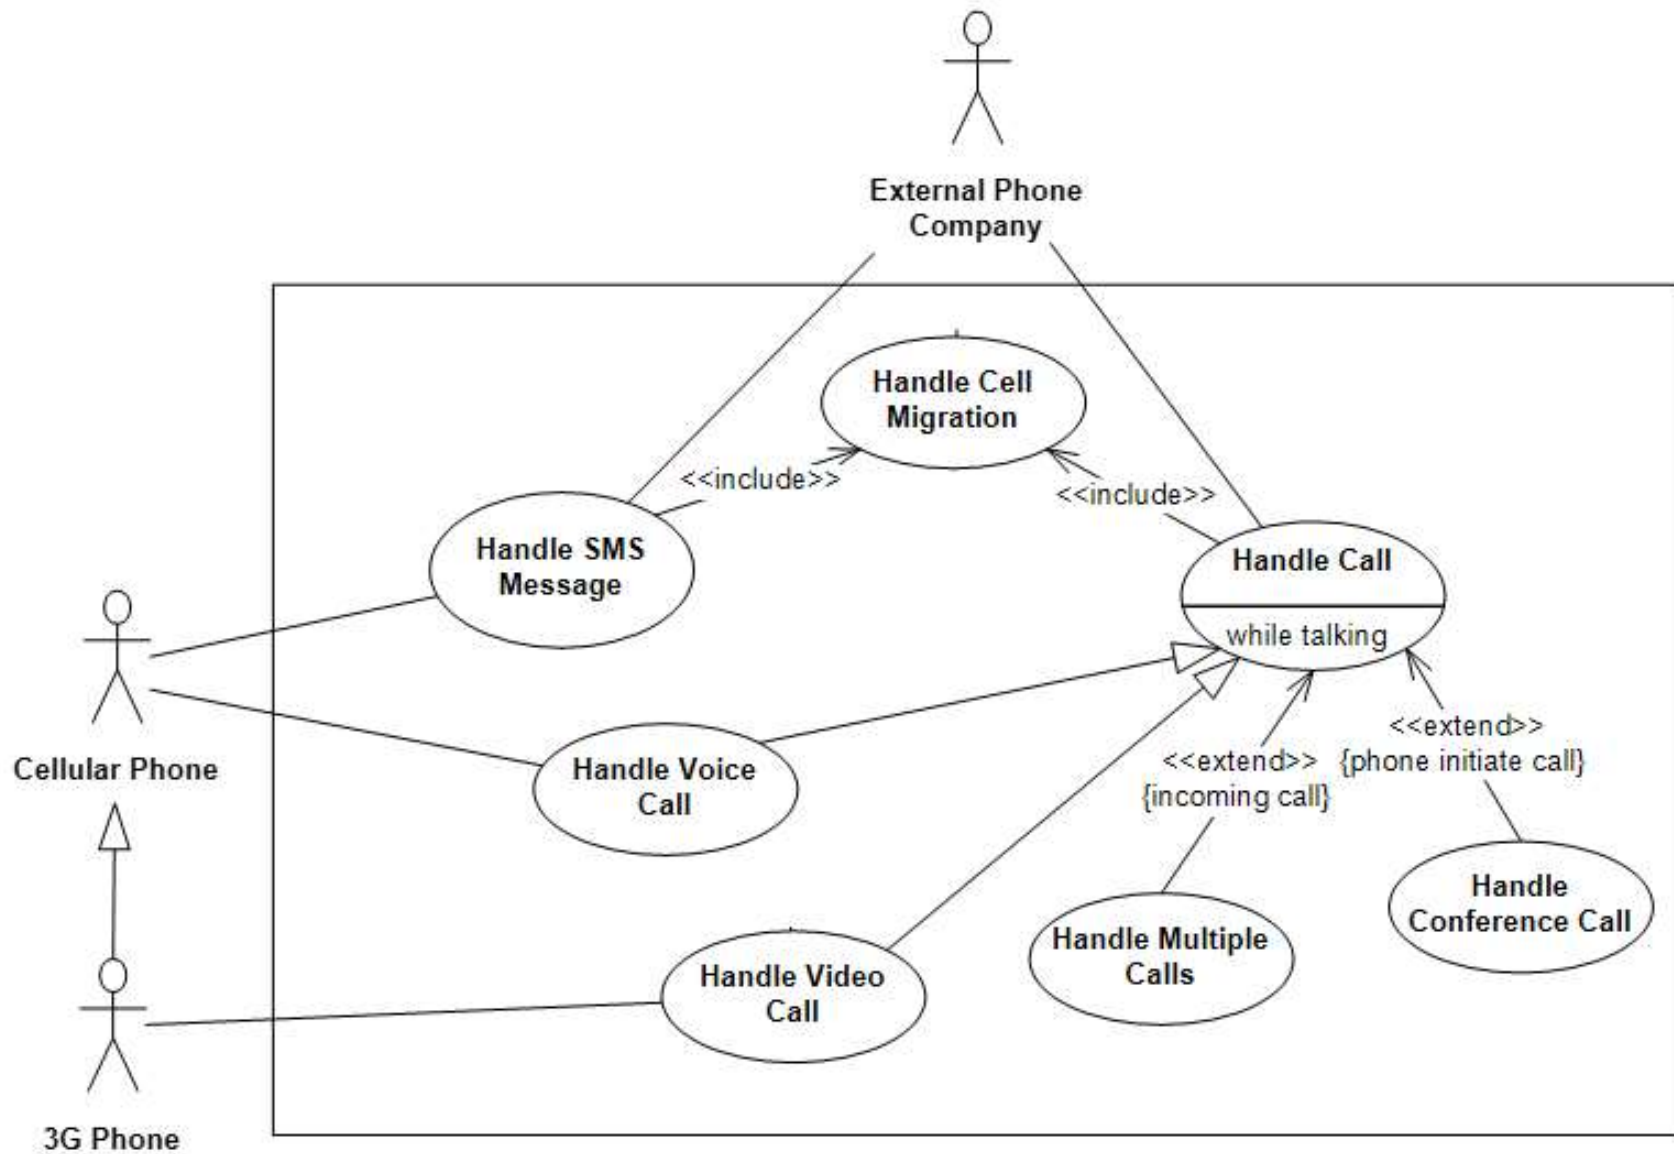 External Phone
Company
Handle Cell
Migration
<<include>>
<<include>>
Handle SMS
Message
Handle Call
while talking
Cellular Phone
Handle Voice
Call
<<extend>>
{incoming call}
<<extend>>
{phone initiate call}
Handle
Conference Call
Handle Multiple
Calls
Handle Video
Call
3G Phone